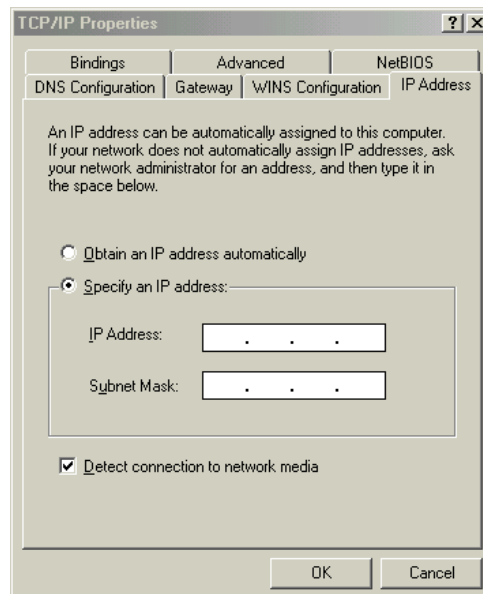 TCP/IP Properties
? X
Bindings Advanced NetBIOS
DNS Configuration Gateway WINS Configuration IP Address
An IP address can be automatically assigned to this computer.
If your network does not automatically assign IP addresses, ask
your network administrator for an address, and then type it in
the space below.
Obtain an IP address automatically
Specify an IP address:
IP Address: . . .
Subnet Mask: . . .
Detect connection to network media
OK Cancel